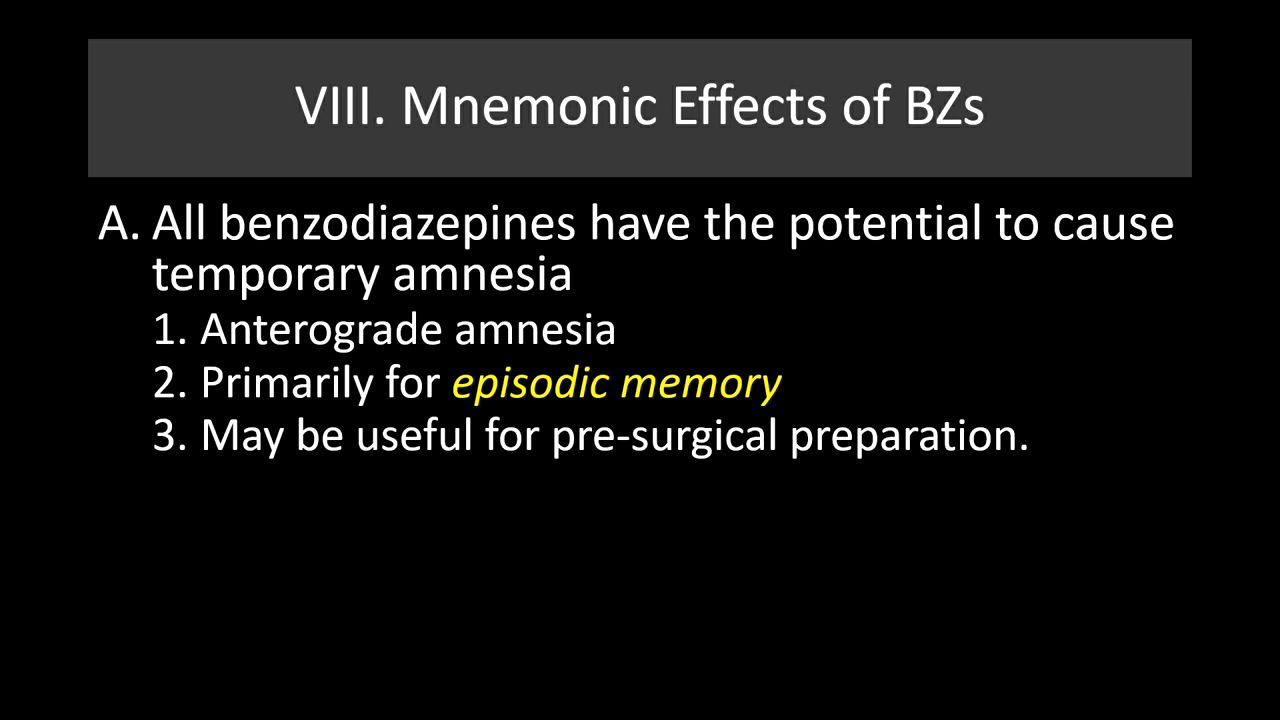 VIII. Mnemonic Effects of BZs
A. All benzodiazepines have the potential to cause
temporary amnesia
1. Anterograde amnesia
2. Primarily for episodic memory
3. May be useful for pre-surgical preparation.